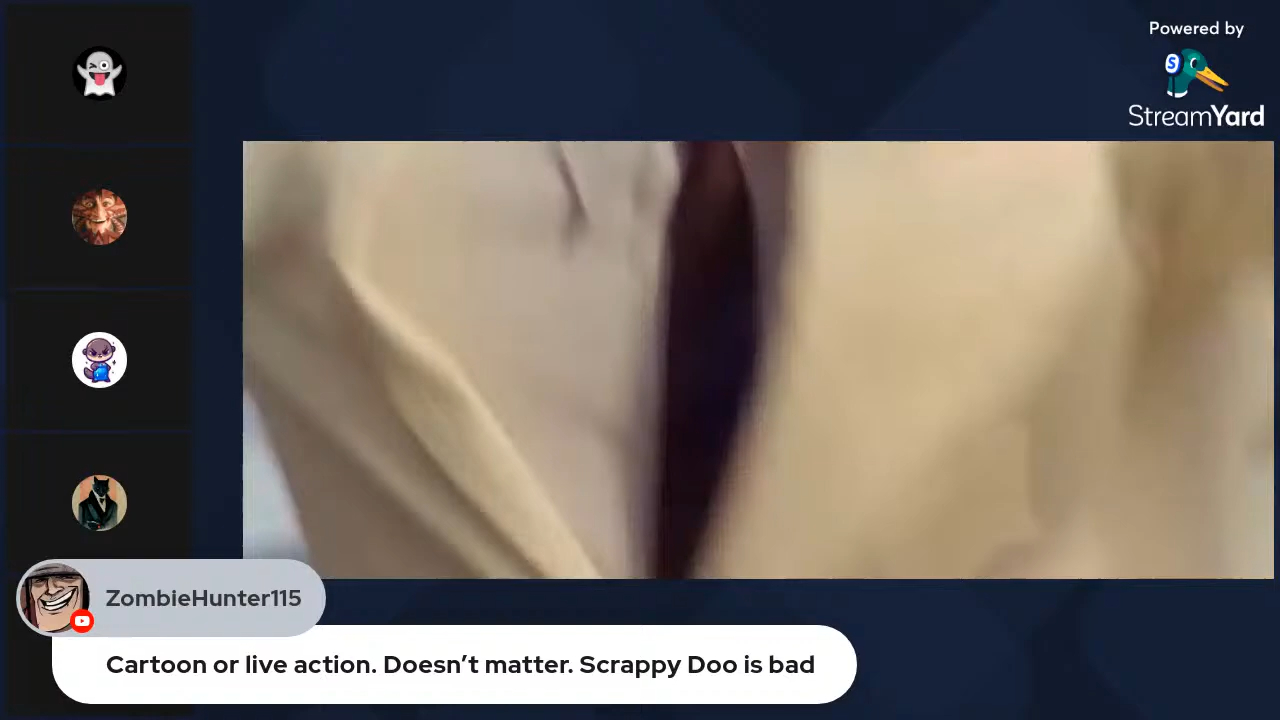 Powered by
StreamYard
ZombieHunter115
Cartoon or live action. Doesn’t matter. Scrappy Doo is bad